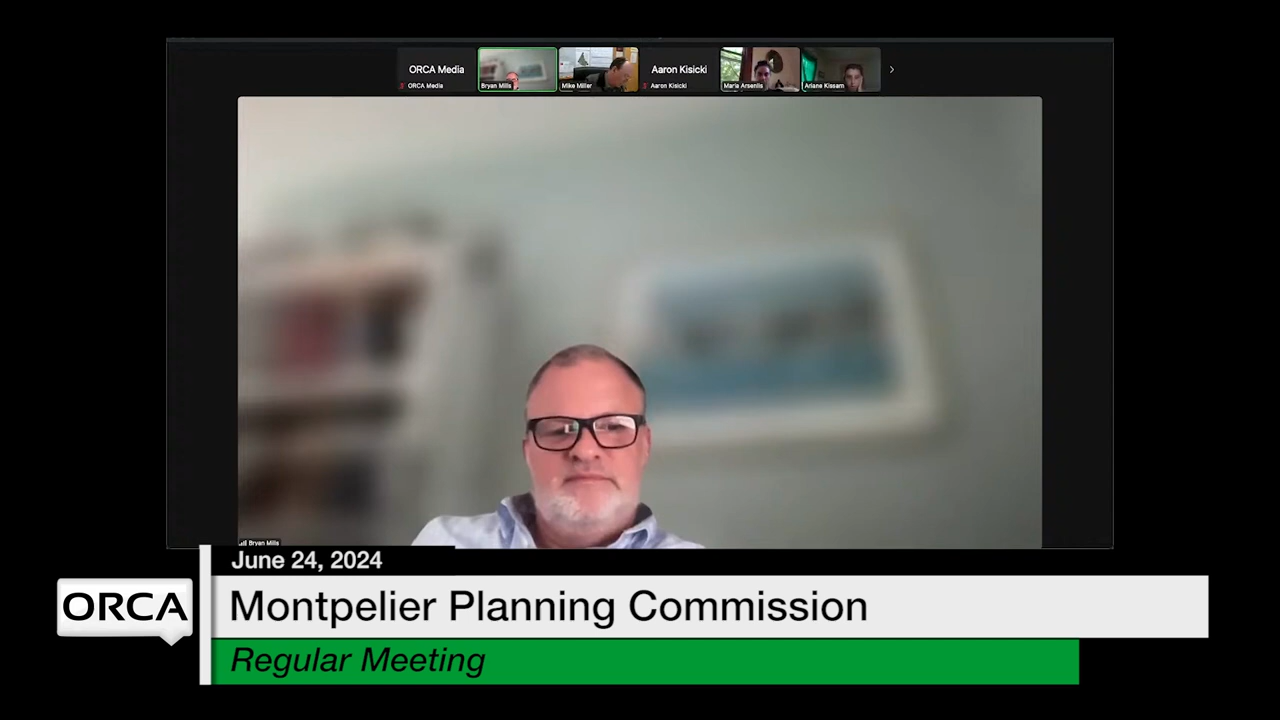 ORCA Media
Aaron Kisicki
ORCA Media
Bryan Mills
Mike Miller
Aaron Kisicki
Maria Arsenlis
Ariane Kissam
Bryan Mills
June 24, 2024
ORCA
Montpelier Planning Commission
Regular Meeting